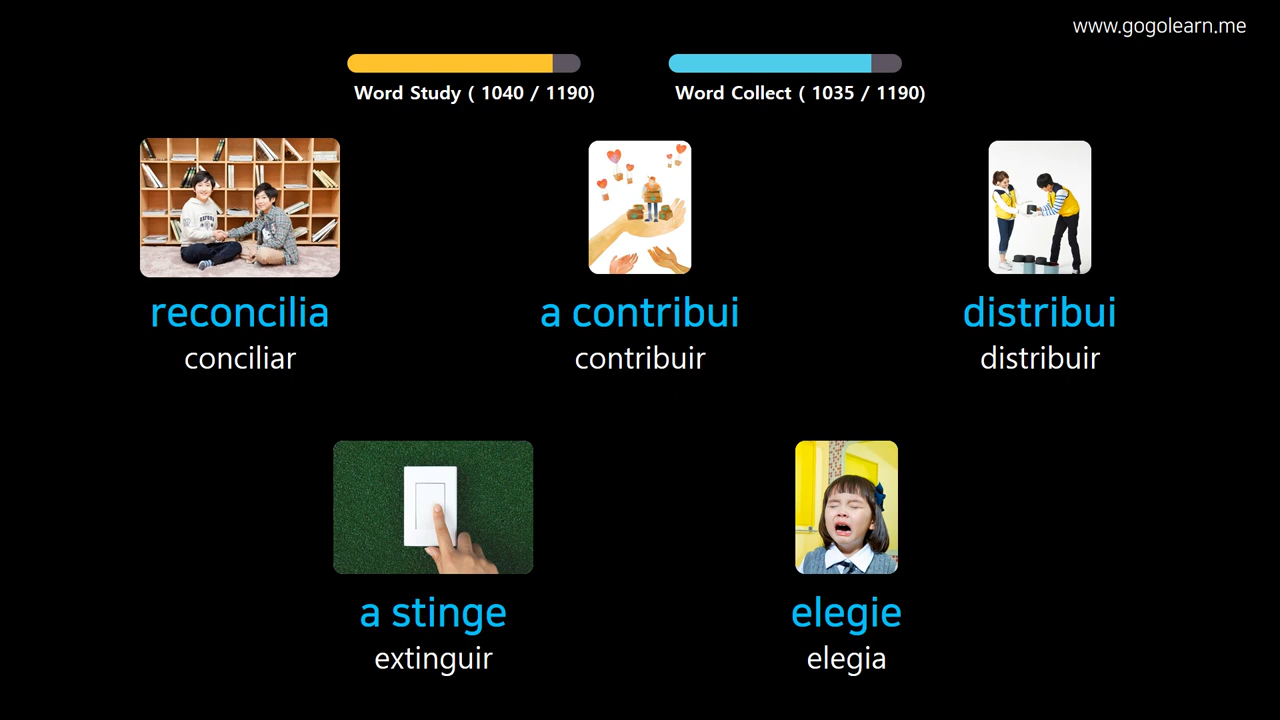 www.gogolearn.me
Word Study ( 1040 / 1190)
Word Collect ( 1035 / 1190)
reconcilia
conciliar
a contribui
contribuir
distribui
distribuir
a stinge
extinguir
elegie
elegia